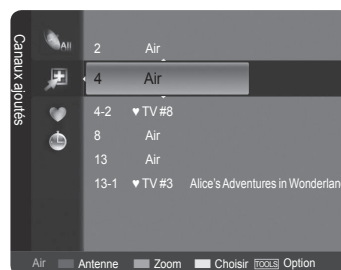 Canaux ajoutés
All
2 Air
4 Air
4-2 ♥ TV #8
8 Air
13 Air
13-1 ♥ TV #3 Alice's Adventures in Wonderlan
Air Antenne Zoom Choisir TOOLS Option